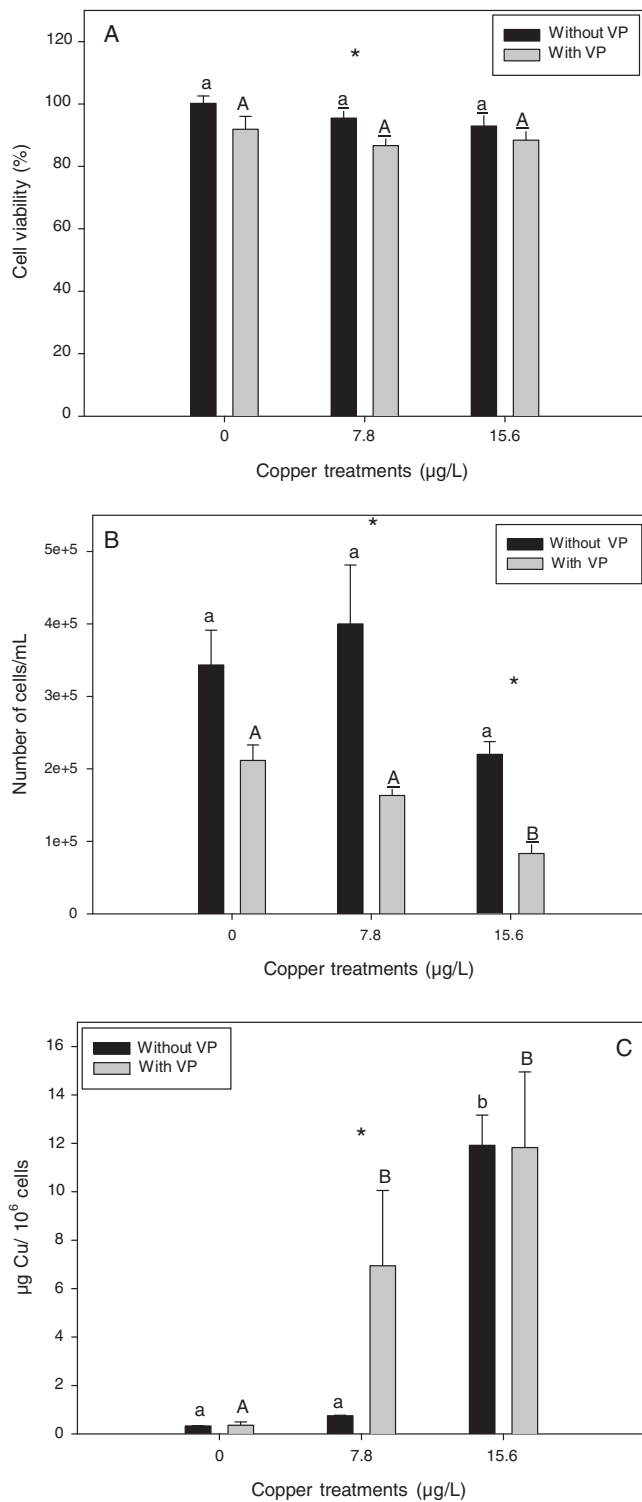 A
Without VP
With VP
120
100
80
60
40
20
0
Cell viability (%)
a
A
*
a
A
a
A
0
7.8
15.6
Copper treatments (µg/L)
B
Without VP
With VP
5e+5
4e+5
3e+5
2e+5
1e+5
0
Number of cells/mL
a
A
*
a
A
*
a
B
0
7.8
15.6
Copper treatments (µg/L)
C
Without VP
With VP
16
14
12
10
8
6
4
2
0
µg Cu/ 10⁶ cells
a
A
*
a
B
b
B
0
7.8
15.6
Copper treatments (µg/L)